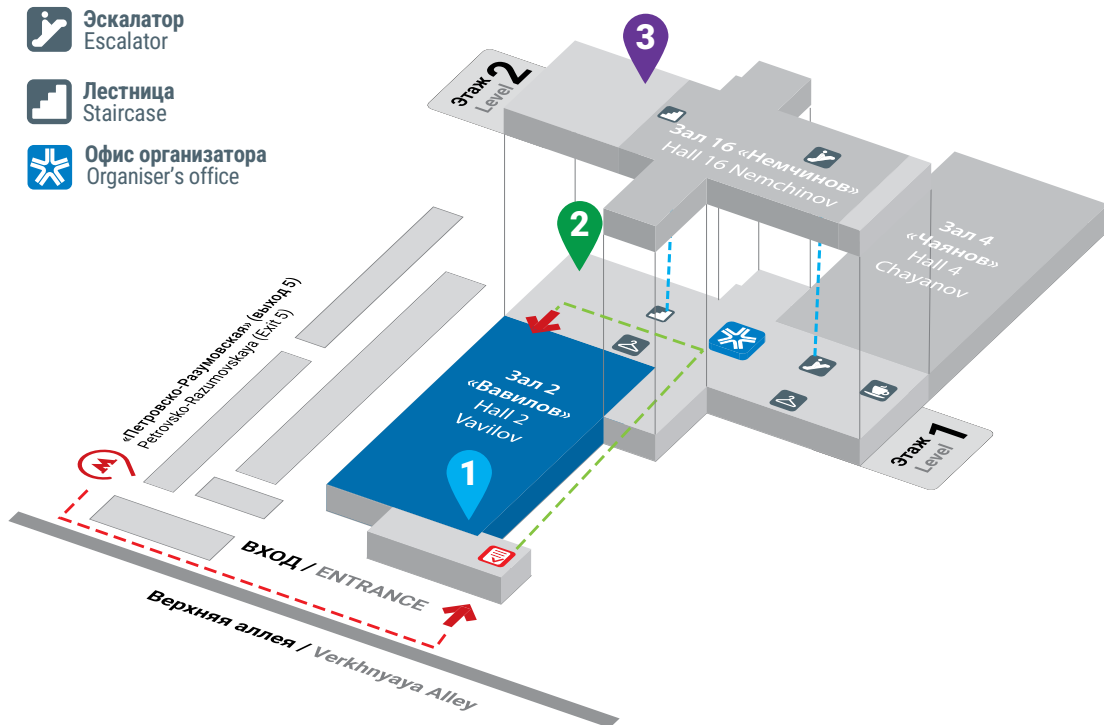 Эскалатор
Escalator
Лестница
Staircase
Офис организатора
Organiser's office
Этаж 2
Level
3
Зал 16 «Немчинов»
Hall 16 Nemchinov
2
Зал 4
«Чаянов»
Hall 4
Chayanov
«Петровско-Разумовская» (выход 5)
Petrovsko-Razumovskaya (Exit 5)
М
Зал 2
«Вавилов»
Hall 2
Vavilov
1
Этаж 1
Level
ВХОД / ENTRANCE
Верхняя аллея / Verkhnyaya Alley